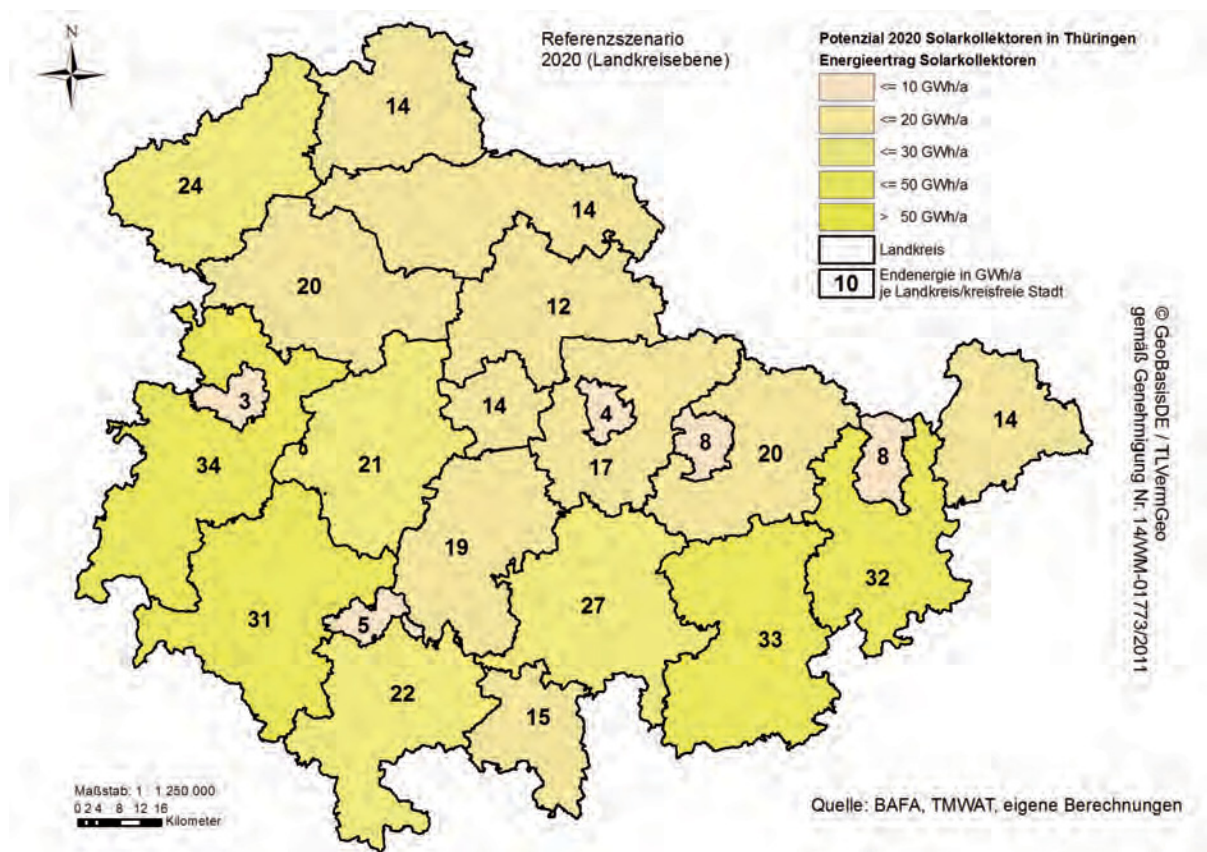 N
Referenzszenario
2020 (Landkreisebene)
Potenzial 2020 Solarkollektoren in Thüringen
Energieertrag Solarkollektoren
<= 10 GWh/a
<= 20 GWh/a
<= 30 GWh/a
<= 50 GWh/a
> 50 GWh/a
Landkreis
10 Endenergie in GWh/a
je Landkreis/kreisfreie Stadt
14
24
14
20
12
3
14
4
14
34
21
8
20
8
17
19
32
31
27
5
33
22
15
© GeoBasisDE / TLVermGeo
gemäß Genehmigung Nr. 14/WM-01773/2011
Maßstab: 1 : 1.250.000
0 2 4 8 12 16
Kilometer
Quelle: BAFA, TMWAT, eigene Berechnungen